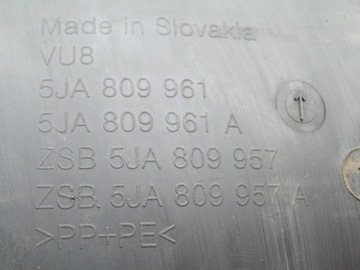 Made in Slovakia
VU8
5JA 809 961
5JA 809 961 A
ZSB 5JA 809 957
ZSB 5JA 809 957 A
>PP+PE<